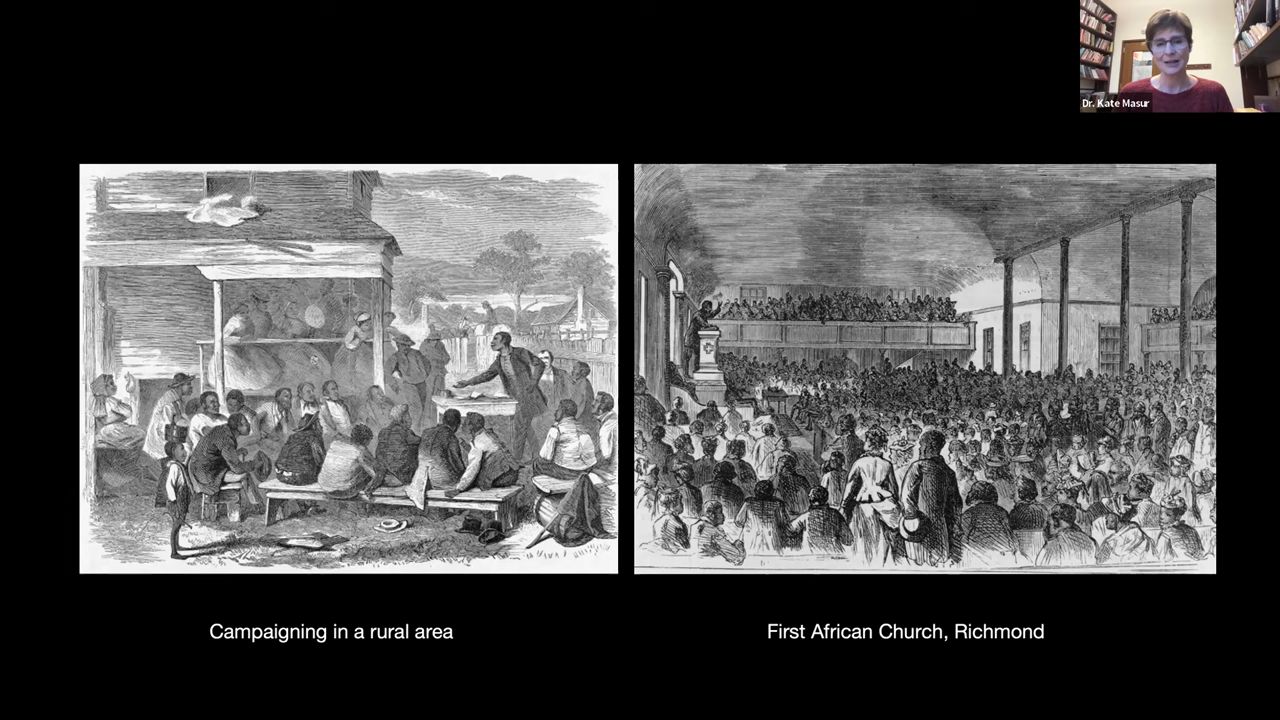 Dr. Kate Masur
Campaigning in a rural area
First African Church, Richmond